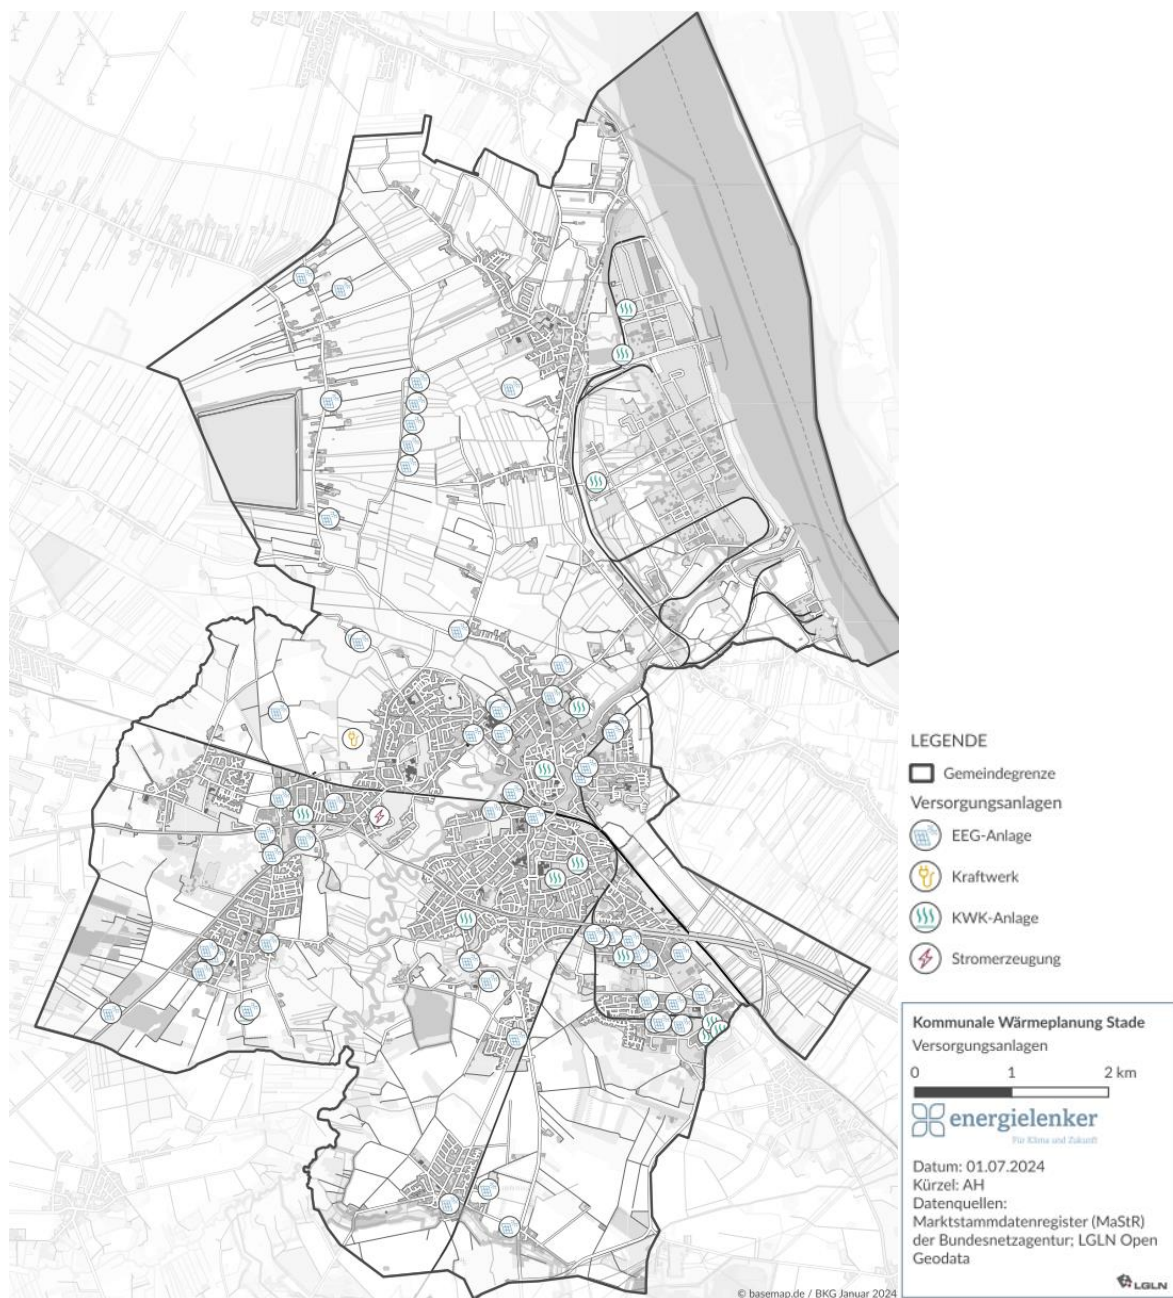 LEGENDE
Gemeindegrenze
Versorgungsanlagen
EEG-Anlage
Kraftwerk
KWK-Anlage
Stromerzeugung
Kommunale Wärmeplanung Stade
Versorgungsanlagen
0 1 2 km
energielenker
Für Klima und Zukunft
Datum: 01.07.2024
Kürzel: AH
Datenquellen:
Marktstammdatenregister (MaStR)
der Bundesnetzagentur; LGLN Open
Geodata
LGLN
© basemap.de / BKG Januar 2024